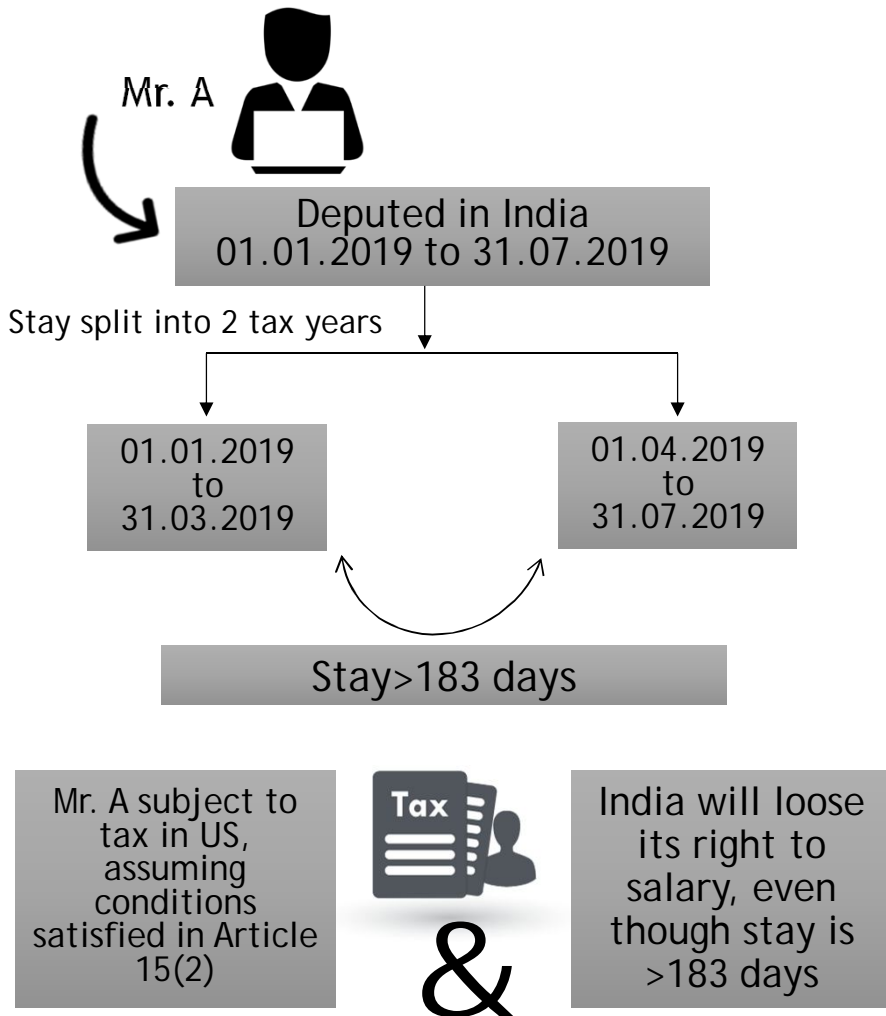 Mr. A
Deputed in India
01.01.2019 to 31.07.2019
Stay split into 2 tax years
01.01.2019
to
31.03.2019
01.04.2019
to
31.07.2019
Stay>183 days
Mr. A subject to
tax in US,
assuming
conditions
satisfied in Article
15(2)
Tax
&
India will loose
its right to
salary, even
though stay is
>183 days